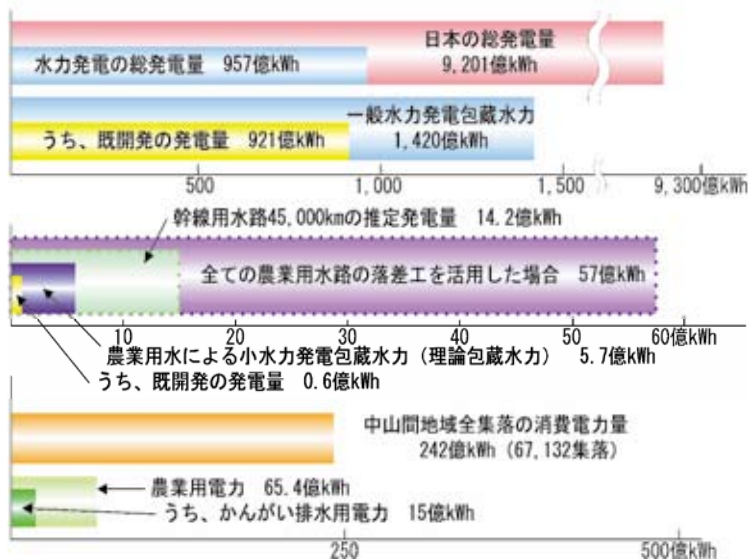 日本の総発電量
水力発電の総発電量　957億kWh
9,201億kWh
一般水力発電包蔵水力
うち、既開発の発電量　921億kWh
1,420億kWh
500
1,000
1,500
9,300億kWh
幹線用水路45,000kmの推定発電量　14.2億kWh
全ての農業用水路の落差工を活用した場合　57億kWh
10
20
30
40
50
60億kWh
農業用水による小水力発電包蔵水力（理論包蔵水力）　5.7億kWh
うち、既開発の発電量　0.6億kWh
中山間地域全集落の消費電力量
242億kWh（67,132集落）
農業用電力　65.4億kWh
うち、かんがい排水用電力　15億kWh
250
500億kWh